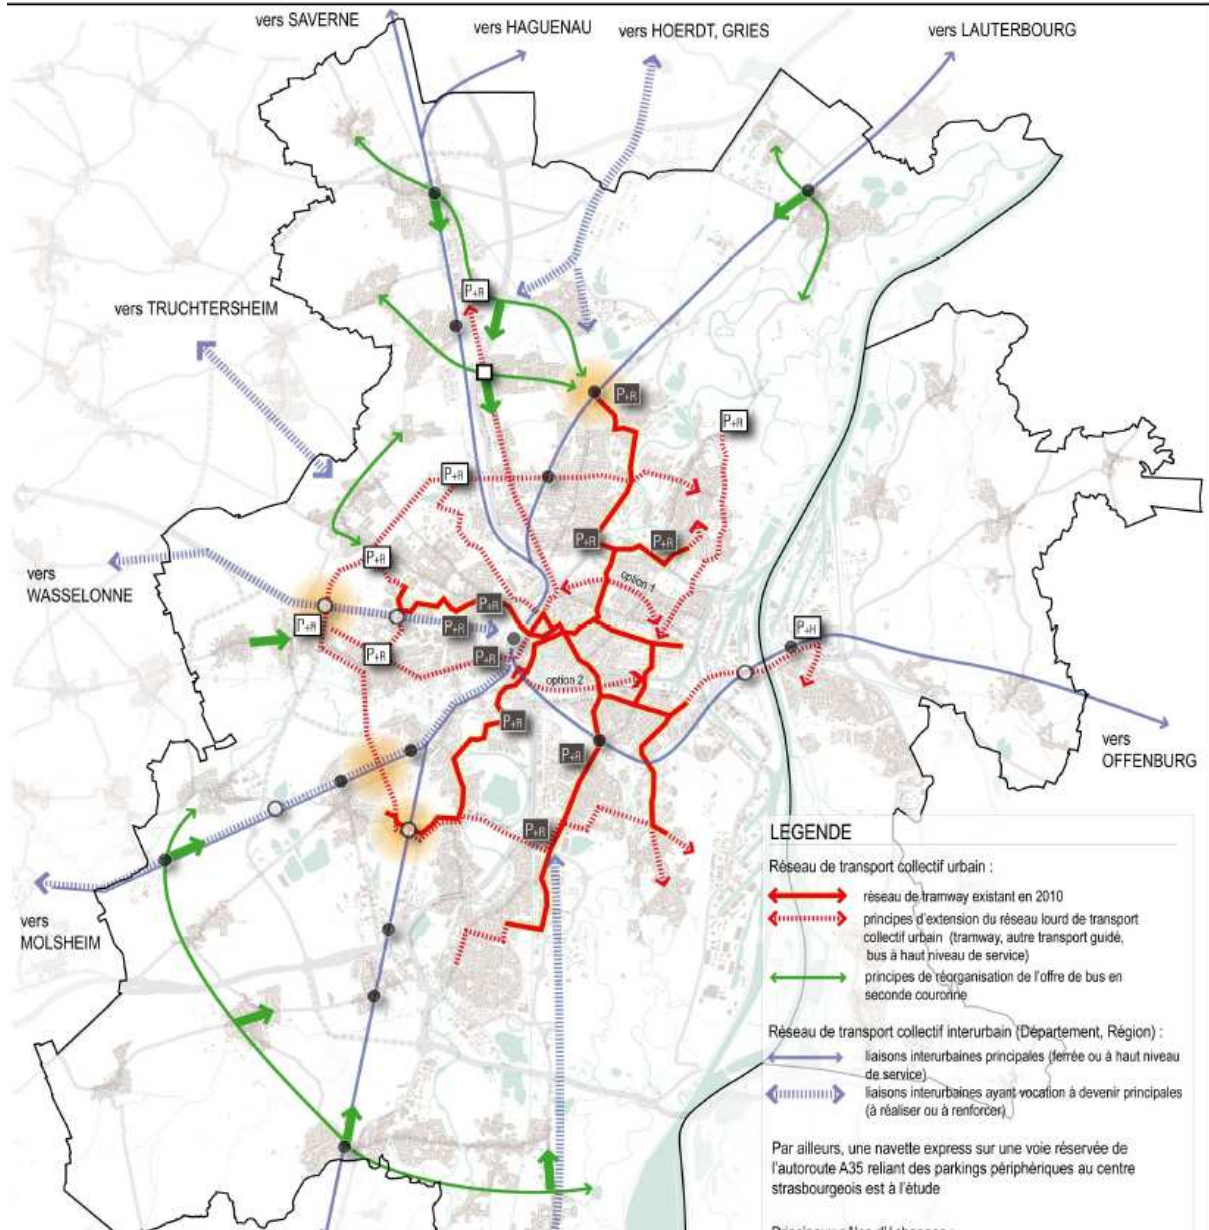 vers SAVERNE
vers HAGUENAU
vers HOERDT, GRIES
vers LAUTERBOURG
P+R
vers TRUCHTERSHEIM
P+R
P+R
P+R
P+R
P+R
P+R
vers
WASSELONNE
option 1
P+R
P+R
P+R
P+R
P+R
P+R
option 2
P+R
P+R
vers
OFFENBURG
P+R
vers
MOLSHEIM
LEGENDE
Réseau de transport collectif urbain :
réseau de tramway existant en 2010
principes d'extension du réseau lourd de transport
collectif urbain (tramway, autre transport guidé,
bus à haut niveau de service)
principes de réorganisation de l'offre de bus en
seconde couronne
Réseau de transport collectif interurbain (Département, Région) :
liaisons interurbaines principales (ferrée ou à haut niveau
de service)
liaisons interurbaines ayant vocation à devenir principales
(à réaliser ou à renforcer)
Par ailleurs, une navette express sur une voie réservée de
l'autoroute A35 reliant des parkings périphériques au centre
strasbourgeois est à l'étude